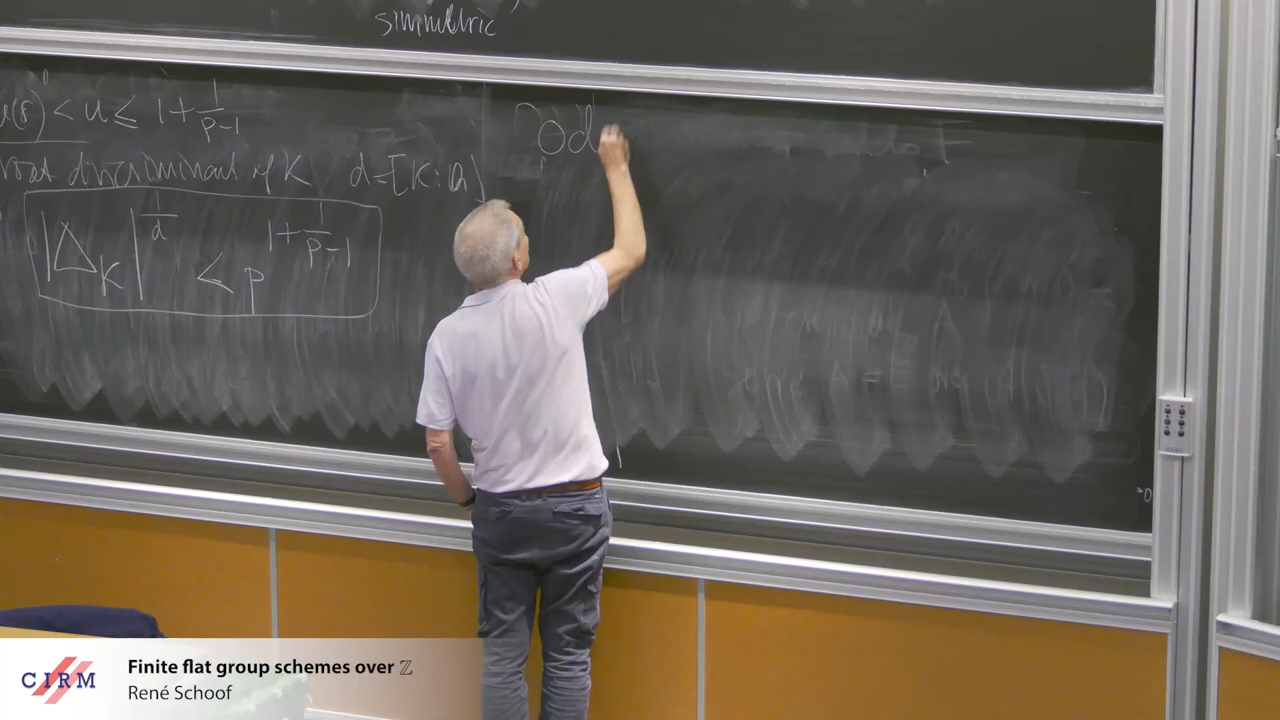 symmetric
< u ≤ 1 + 1/(p-1)
discriminant of K d=[K:Q]
|Δ_K|^{1/d} < p^{1+1/(p-1)}
Od
CIRM
Finite flat group schemes over ℤ
René Schoof